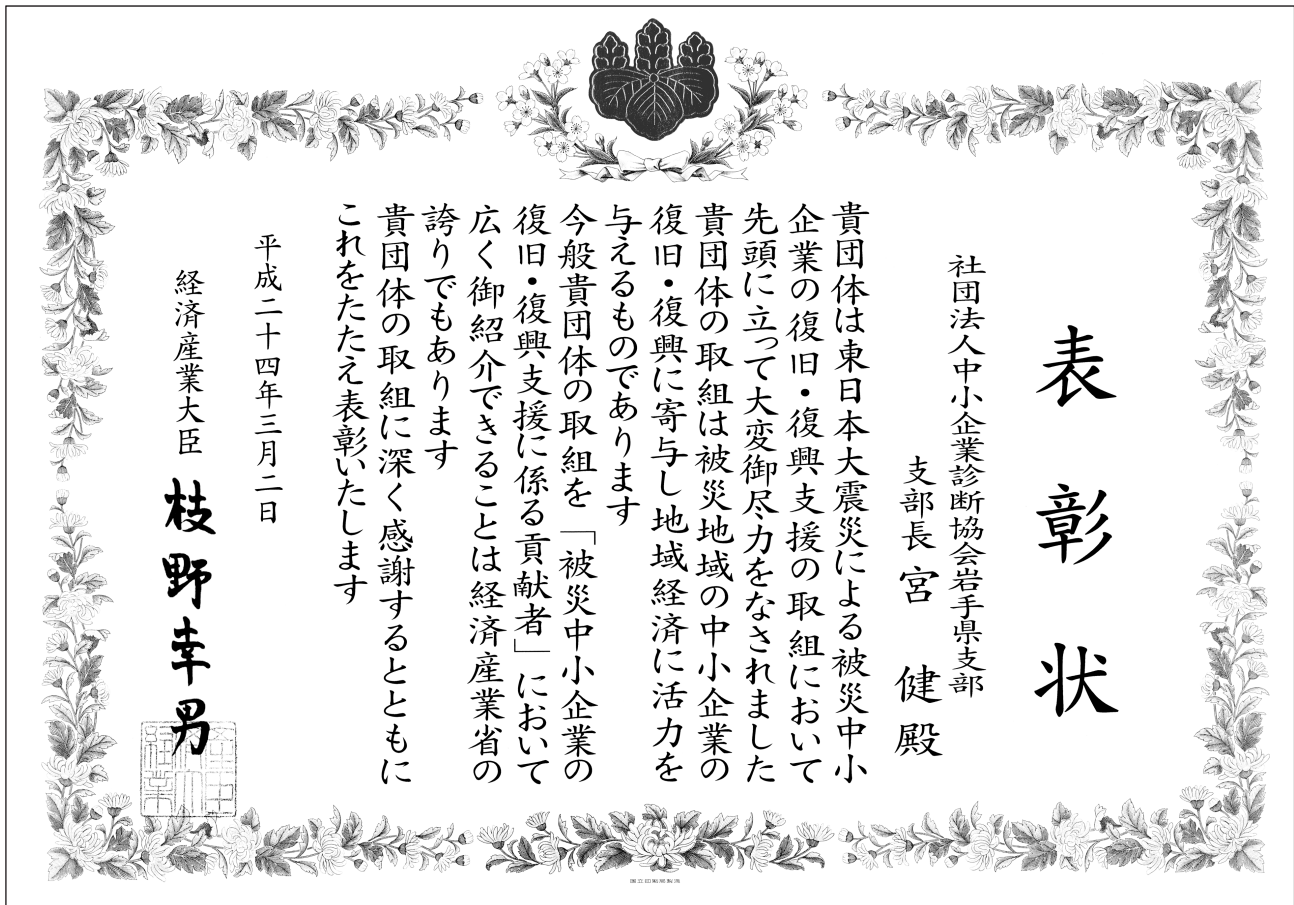 表彰状
社団法人中小企業診断協会岩手県支部
支部長宮 健殿
貴団体は東日本大震災による被災中小
企業の復旧・復興支援の取組において
先頭に立って大変御尽力をなされました
貴団体の取組は被災地域の中小企業の
復旧・復興に寄与し地域経済に活力を
与えるものであります
今般貴団体の取組を「被災中小企業の
復旧・復興支援に係る貢献者」において
広く御紹介できることは経済産業省の
誇りでもあります
貴団体の取組に深く感謝するとともに
これをたたえ表彰いたします
平成二十四年三月二日
経済産業大臣 枝野幸男